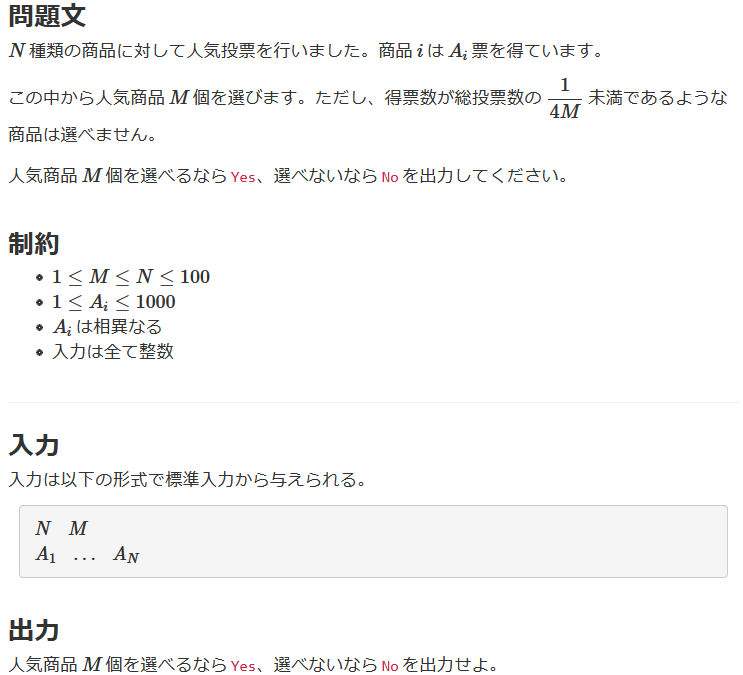 問題文
N 種類の商品に対して人気投票を行いました。商品 i は A_i 票を得ています。
この中から人気商品 M 個を選びます。ただし、得票数が総投票数の 1/4M 未満であるような
商品は選べません。
人気商品 M 個を選べるなら Yes、選べないなら No を出力してください。
制約
• 1 ≤ M ≤ N ≤ 100
• 1 ≤ A_i ≤ 1000
• A_i は相異なる
• 入力は全て整数
入力
入力は以下の形式で標準入力から与えられる。
N M
A_1 … A_N
出力
人気商品 M 個を選べるなら Yes、選べないなら No を出力せよ。